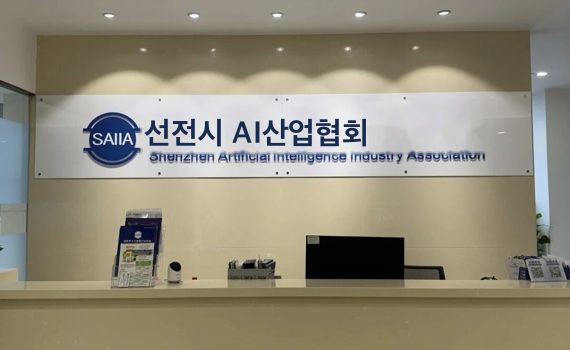 SAIIA
선전시 AI산업협회
Shenzhen Artificial Intelligence Industry Association